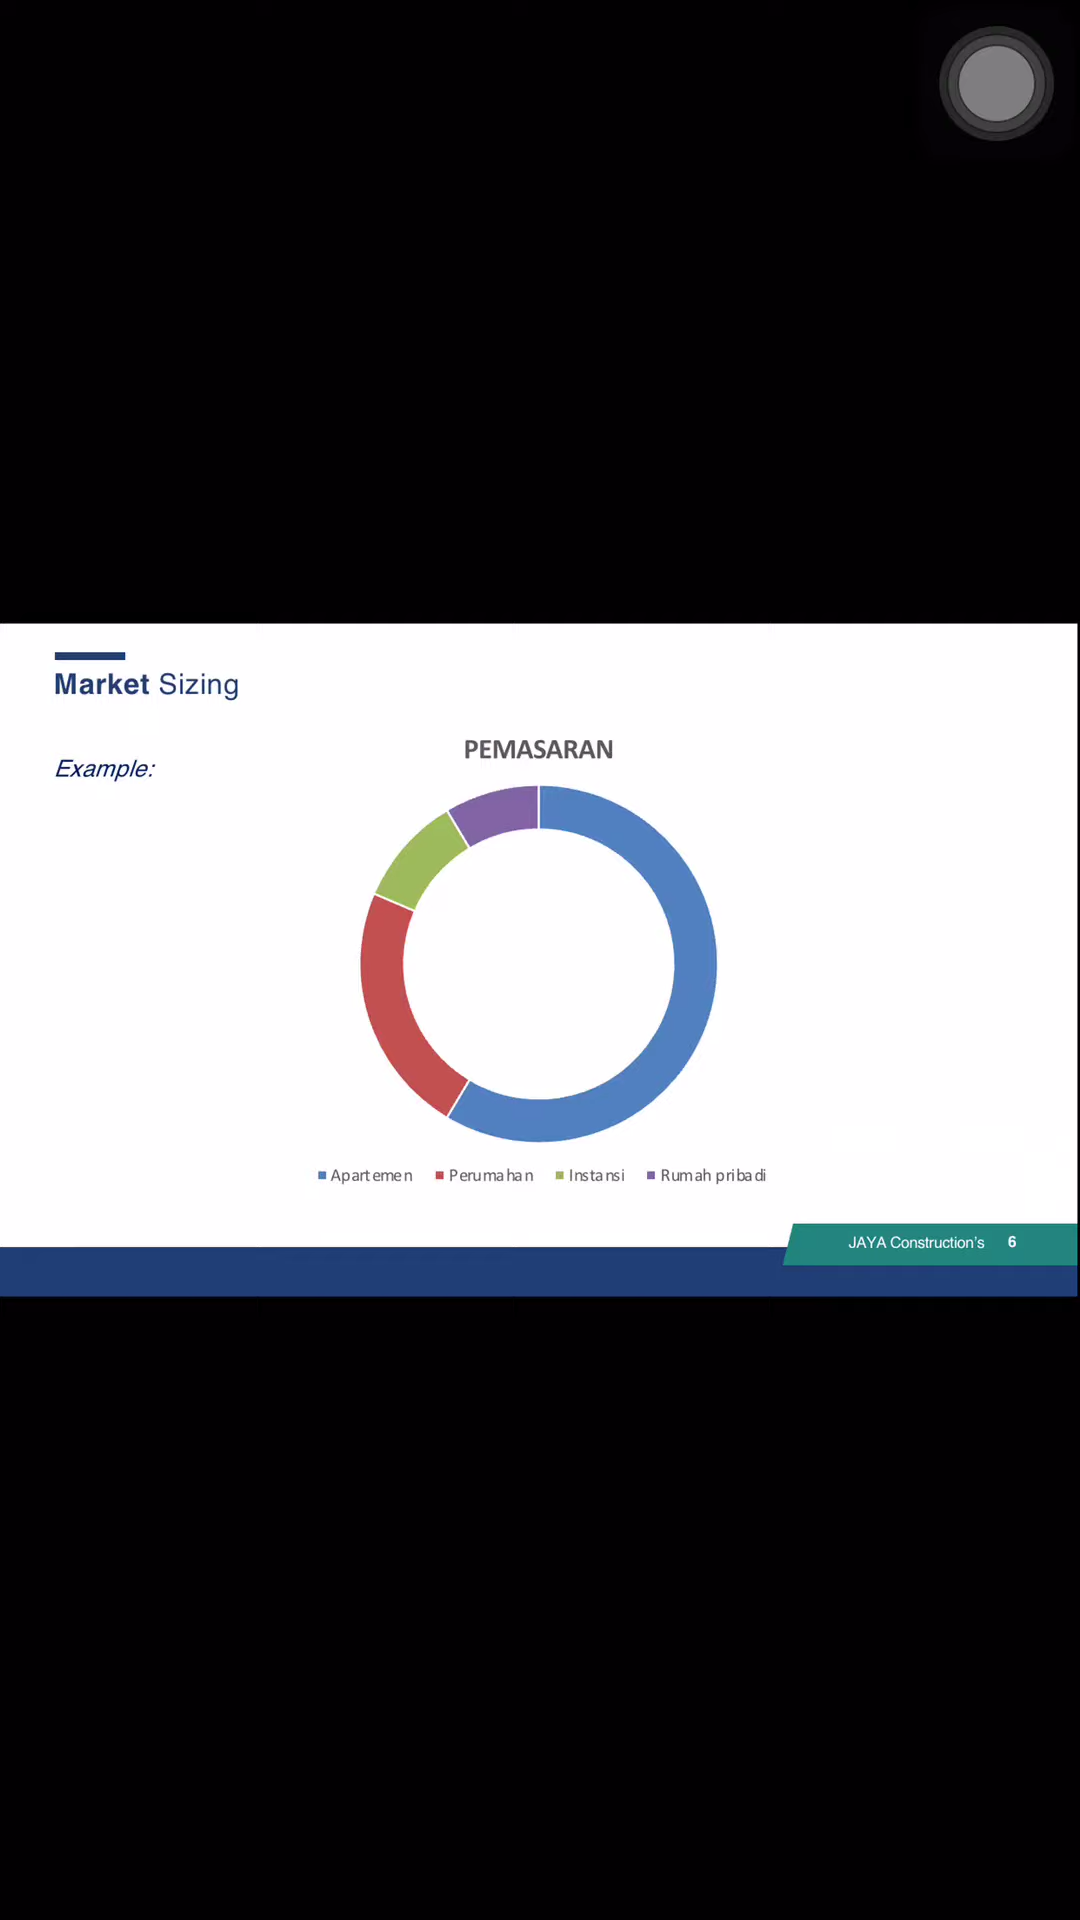 Market Sizing
Example:
PEMASARAN
Apartemen Perumahan Instansi Rumah pribadi
JAYA Construction's 6